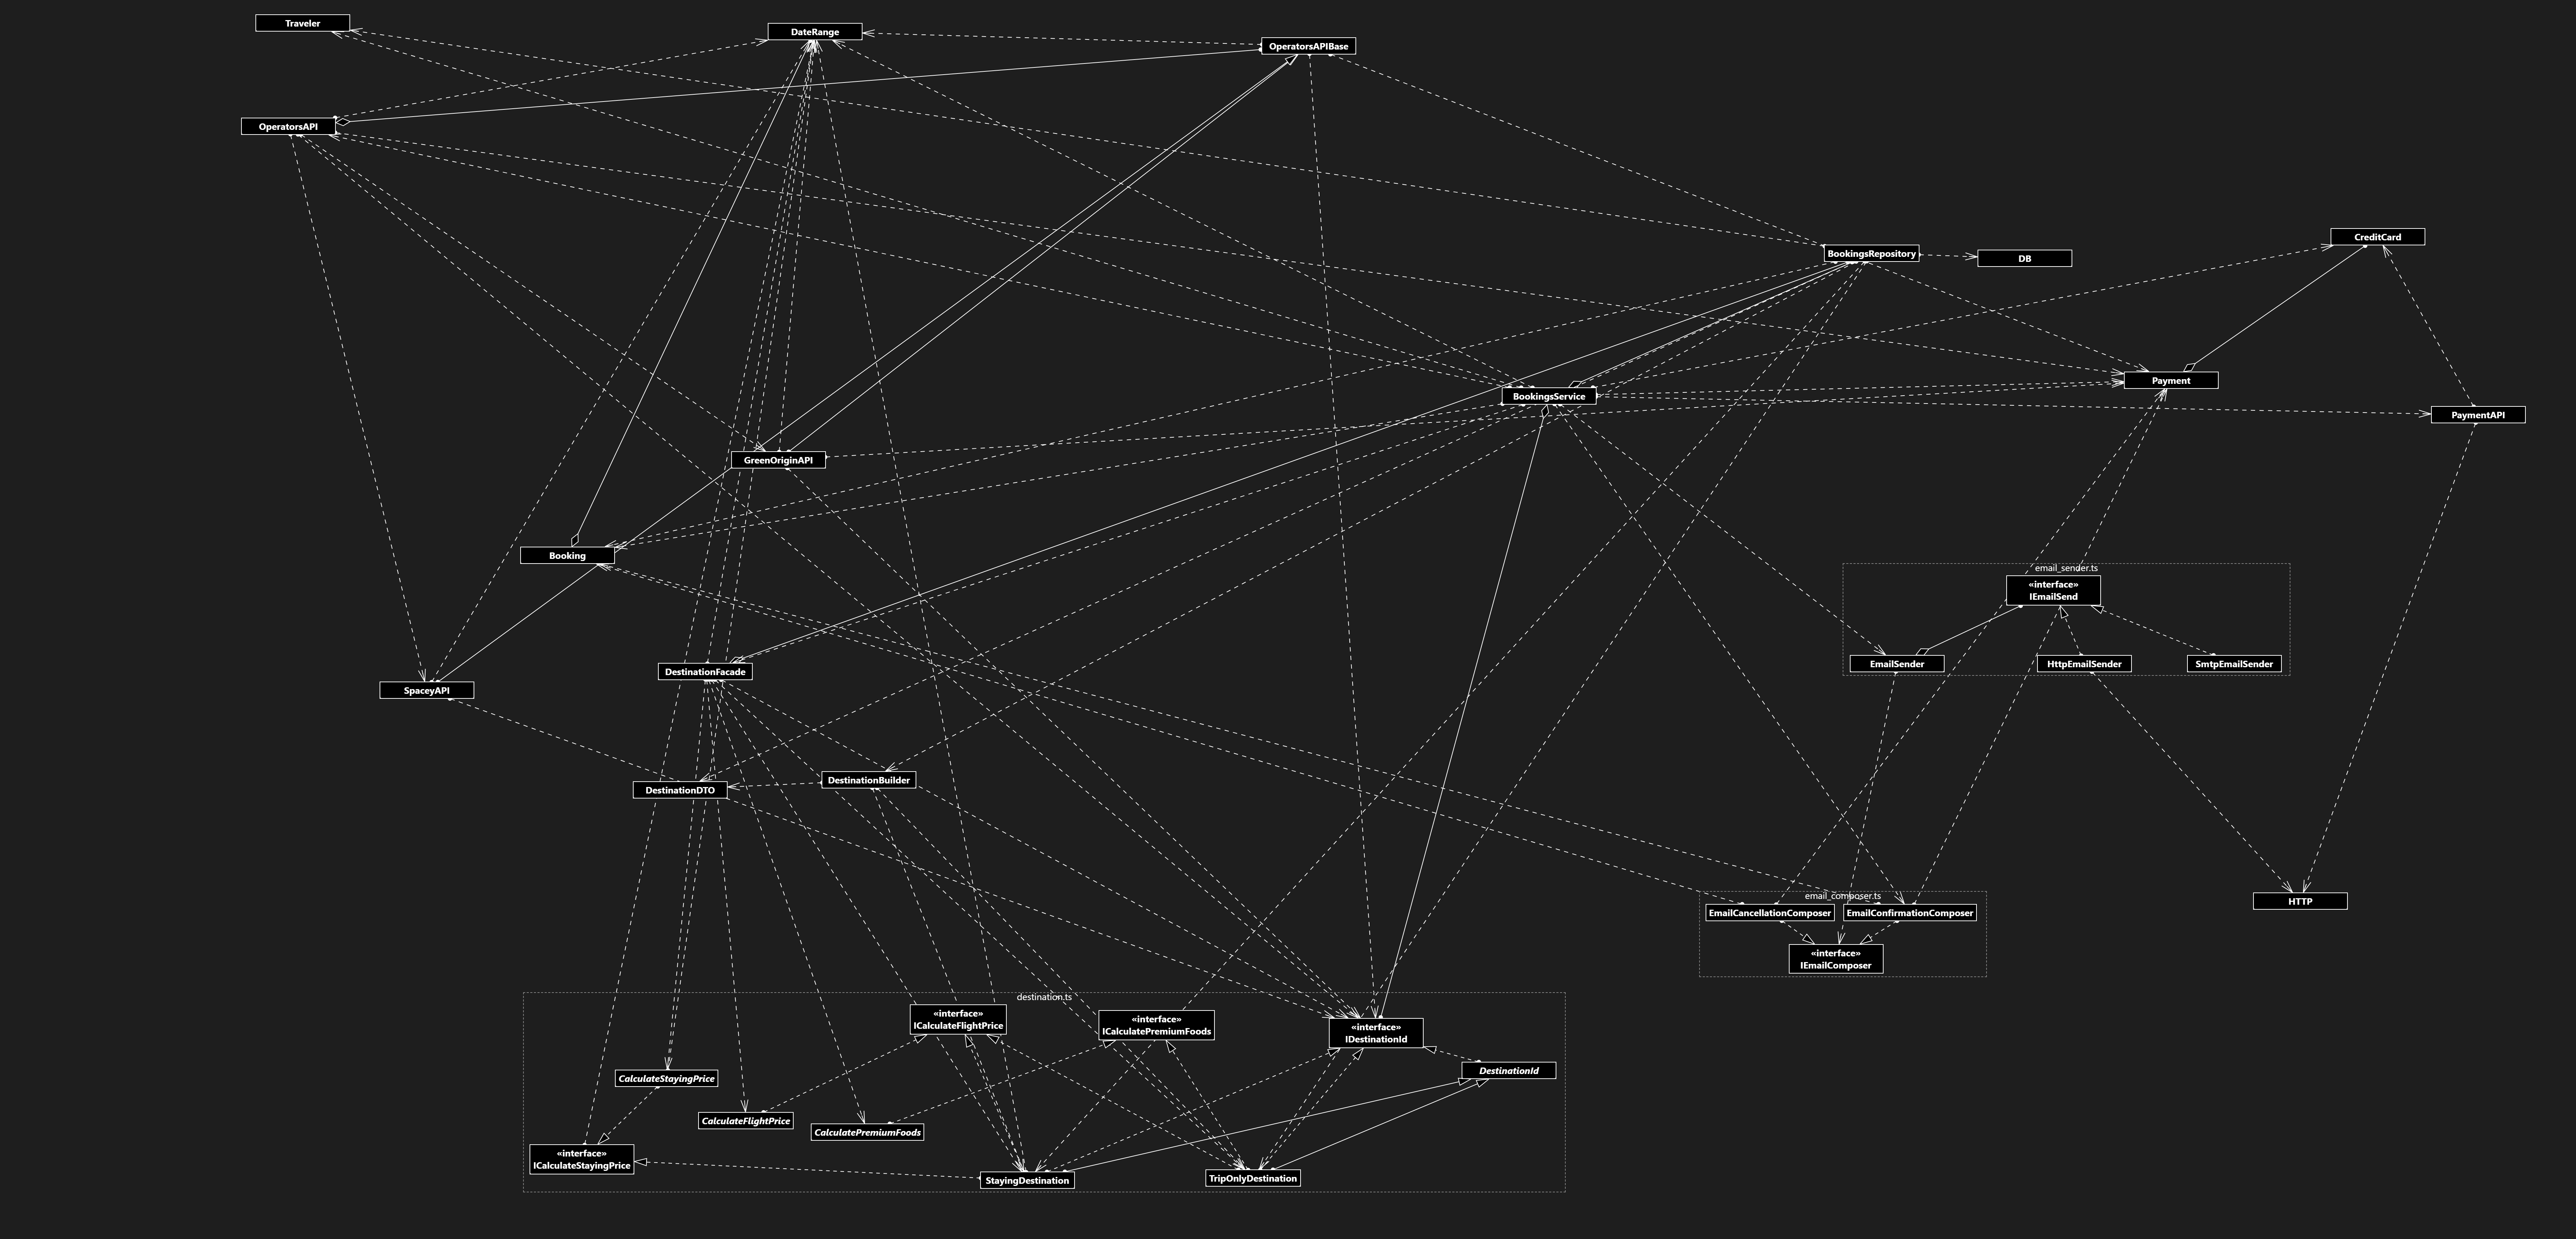 Traveler
DateRange
OperatorsAPIBase
OperatorsAPI
CreditCard
BookingsRepository
DB
Payment
BookingsService
PaymentAPI
GreenOriginAPI
Booking
email_sender.ts
«interface»
IEmailSend
EmailSender
HttpEmailSender
SmtpEmailSender
DestinationFacade
SpaceyAPI
DestinationBuilder
DestinationDTO
email_composer.ts
HTTP
EmailCancellationComposer
EmailConfirmationComposer
«interface»
IEmailComposer
destination.ts
«interface»
ICalculateFlightPrice
«interface»
ICalculatePremiumFoods
«interface»
IDestinationId
DestinationId
CalculateStayingPrice
CalculateFlightPrice
CalculatePremiumFoods
«interface»
ICalculateStayingPrice
StayingDestination
TripOnlyDestination